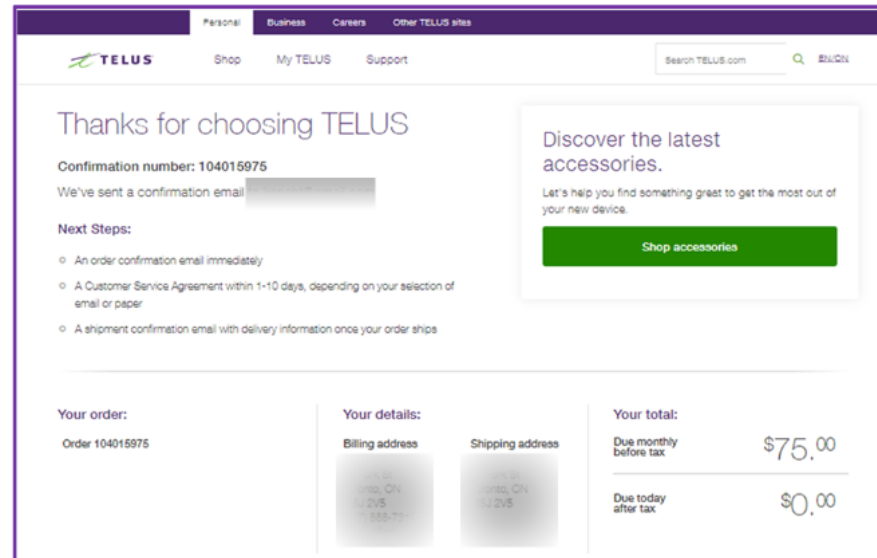 Personal Business Careers Other TELUS sites
TELUS Shop My TELUS Support Search TELUS.com EN/ON
Thanks for choosing TELUS
Confirmation number: 104015975
We've sent a confirmation email
Next Steps:
An order confirmation email immediately
A Customer Service Agreement within 1-10 days, depending on your selection of
email or paper
A shipment confirmation email with delivery information once your order ships
Discover the latest
accessories.
Let's help you find something great to get the most out of
your new device.
Shop accessories
Your order:
Order 104015975
Your details:
Billing address
Shipping address
Your total:
Due monthly
before tax
$75.00
Due today
after tax
$0.00